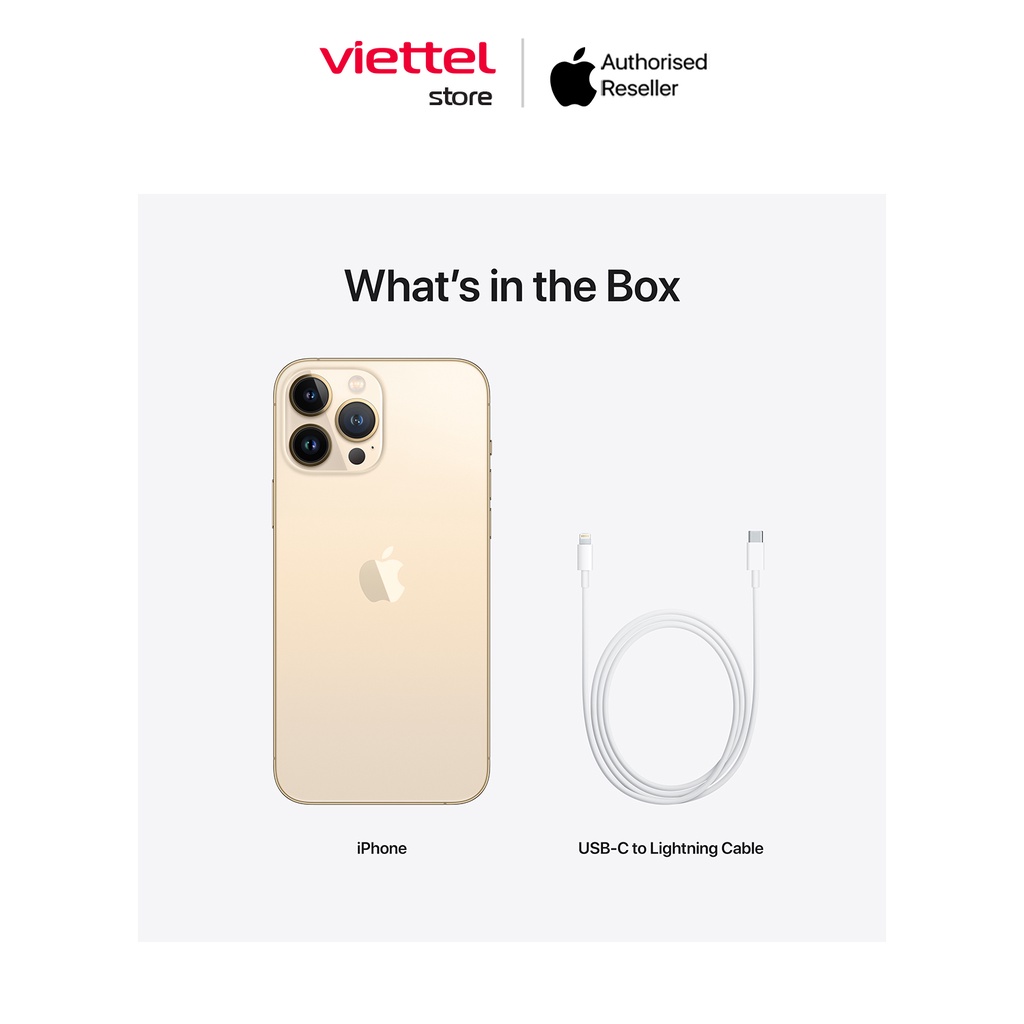 viettel
store
Authorised
Reseller
What's in the Box
iPhone
USB-C to Lightning Cable